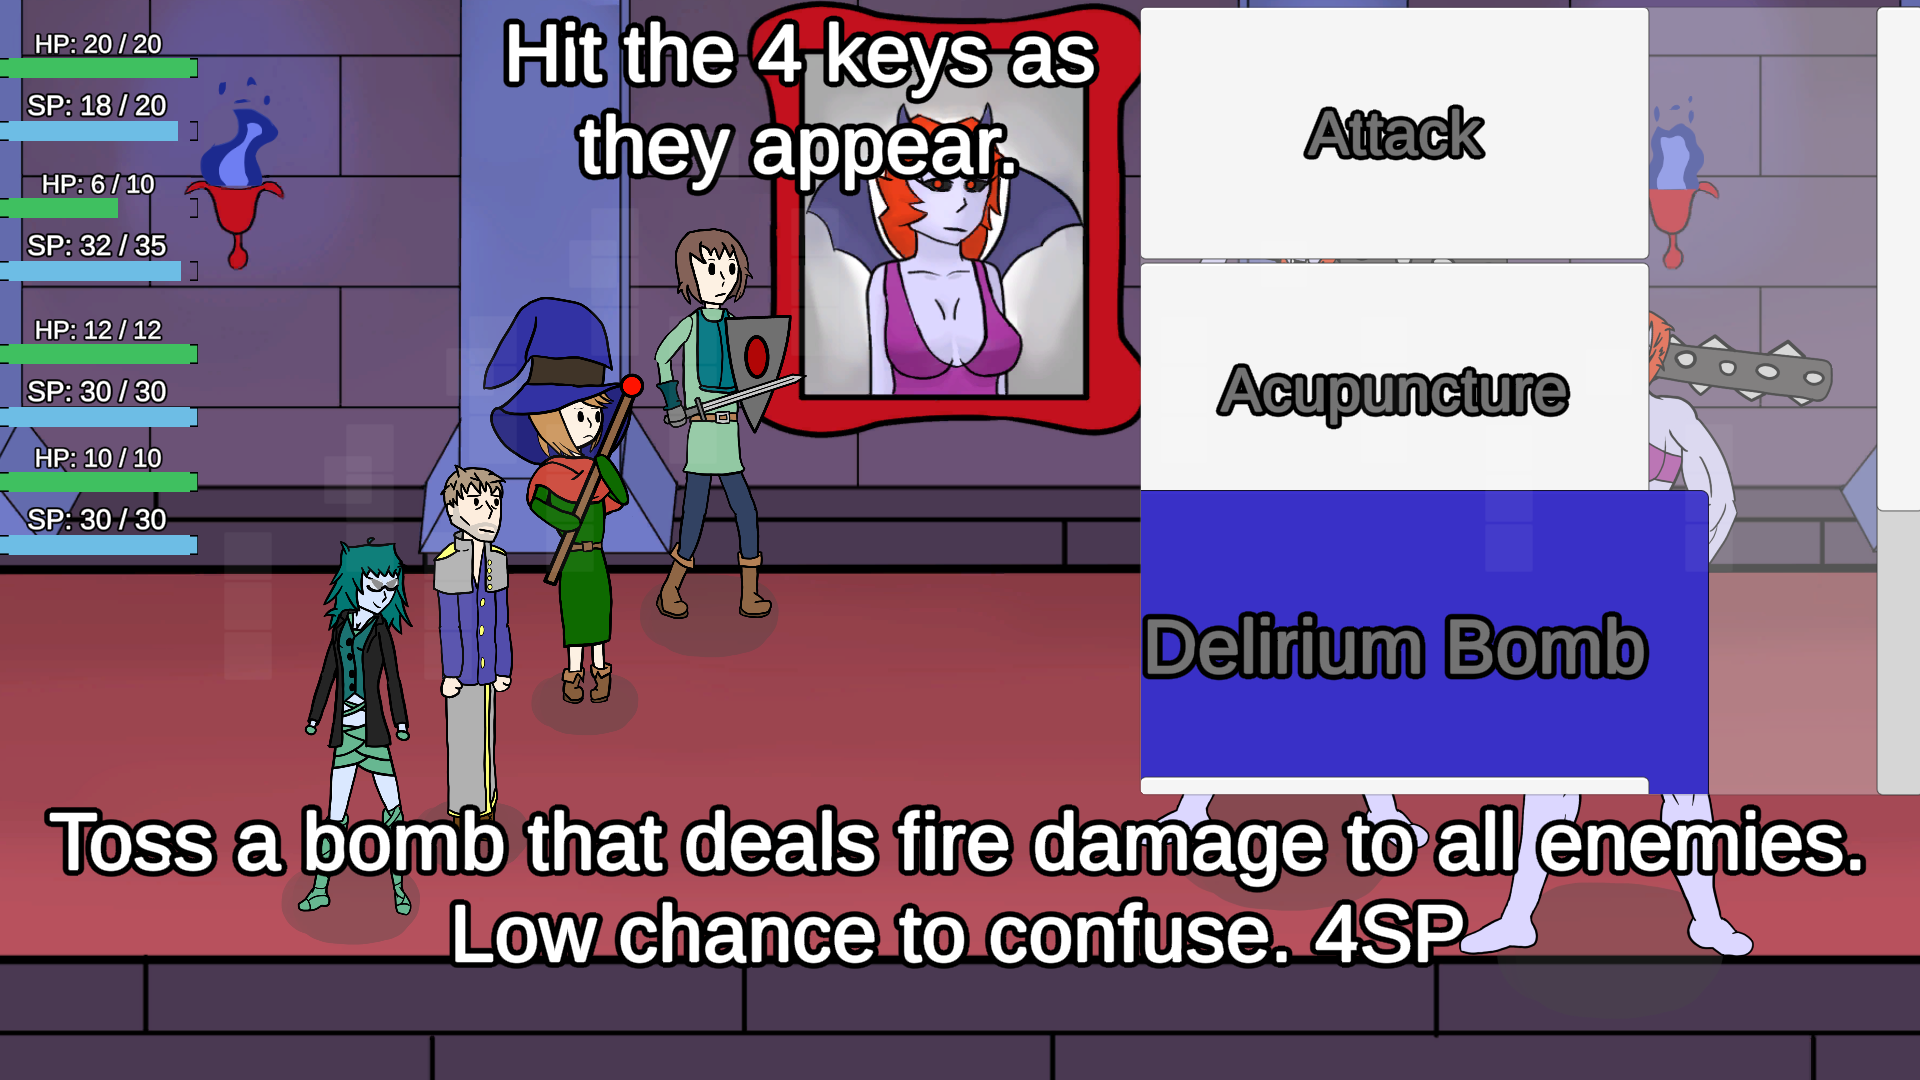 HP: 20 / 20
SP: 18 / 20
HP: 6 / 10
SP: 32 / 35
HP: 12 / 12
SP: 30 / 30
HP: 10 / 10
SP: 30 / 30
Hit the 4 keys as
they appear.
Attack
Acupuncture
Delirium Bomb
Toss a bomb that deals fire damage to all enemies.
Low chance to confuse. 4SP